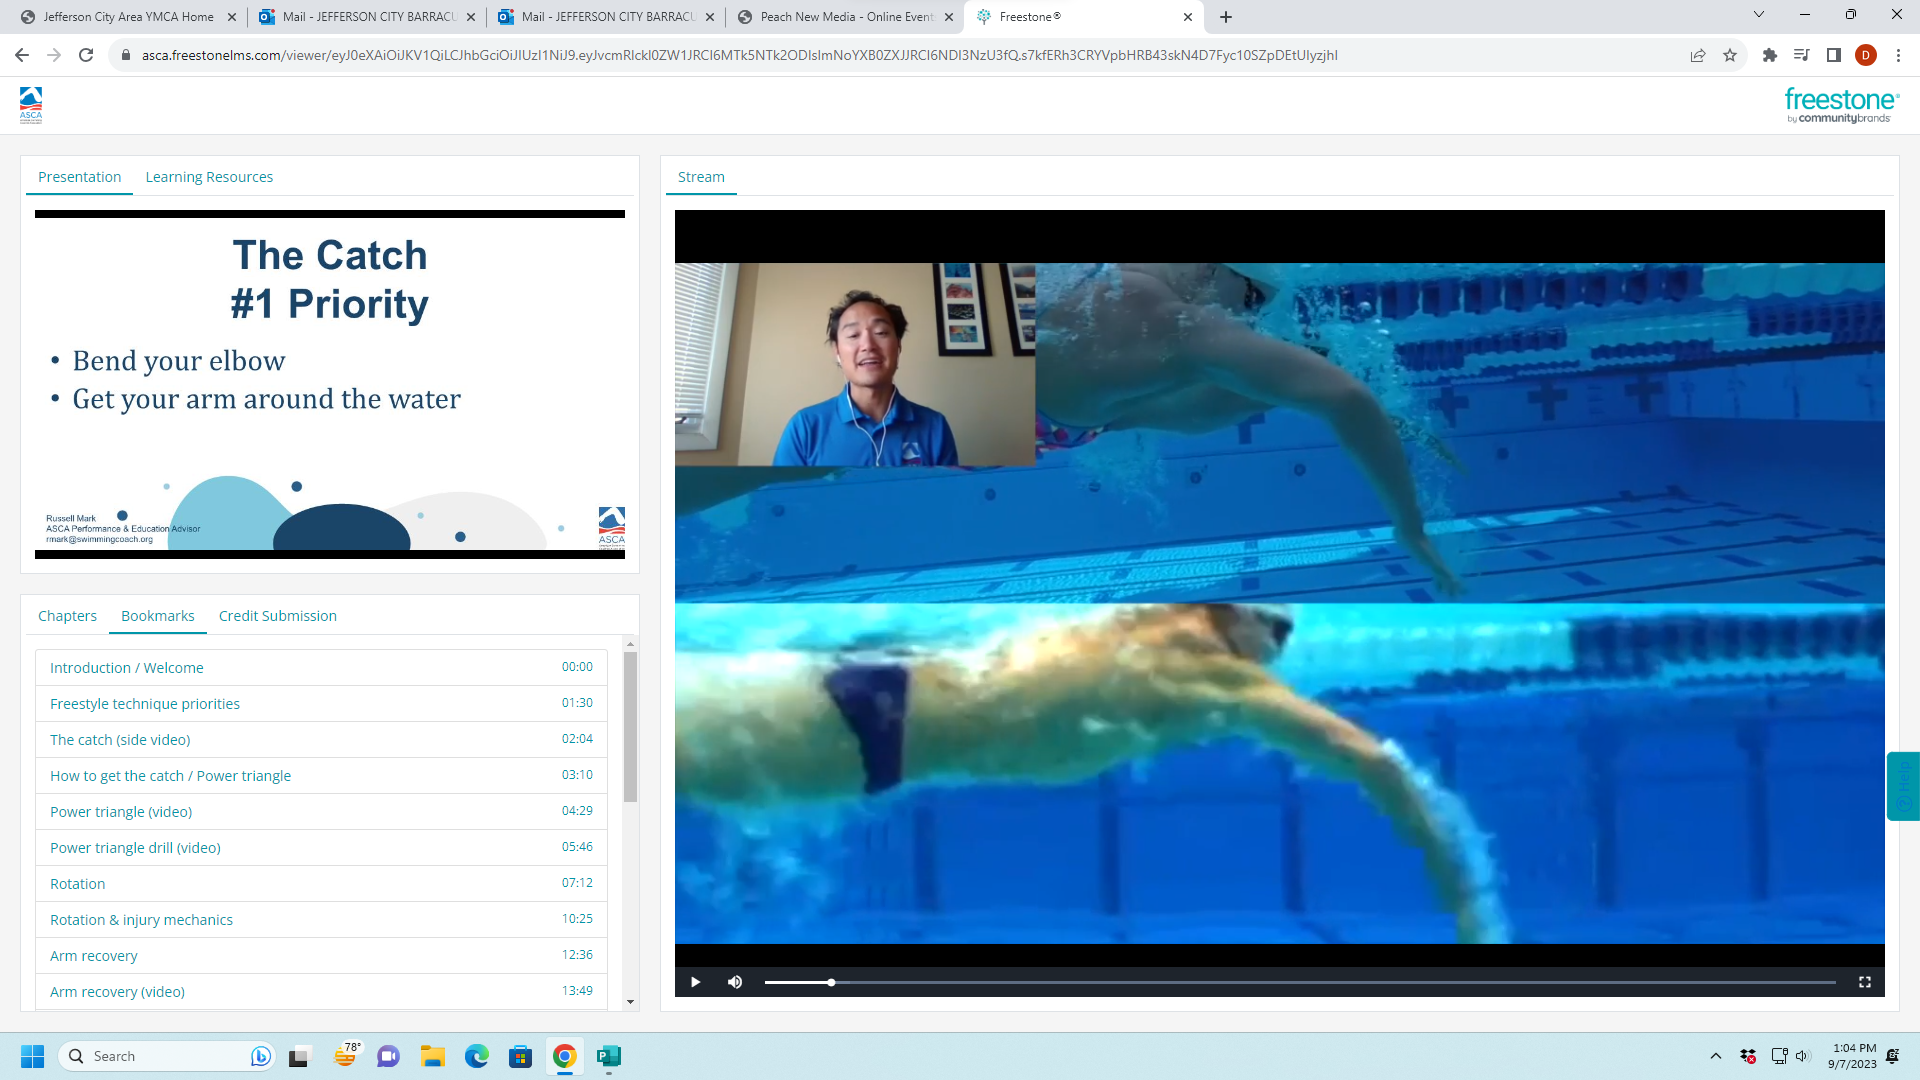 Jefferson City Area YMCA Home
Mail - JEFFERSON CITY BARRACU
Mail - JEFFERSON CITY BARRACU
Peach New Media - Online Event
Freestone®
asca.freestonelms.com/viewer/eyJ0eXAiOiJKV1QiLCJhbGciOiJIUzI1NiJ9.eyJvcmRlckI0ZW1JRCI6MTk5NTk2ODIsImNoYXB0ZXJJRCI6NDI3NzU3fQ.s7kfERh3CRYVpbHRB43skN4D7Fyc10SZpDEtUlyzjhI
D
ASCA
freestone
by communitybrands
Presentation
Learning Resources
The Catch
#1 Priority
• Bend your elbow
• Get your arm around the water
Russell Mark
ASCA Performance & Education Advisor
rmark@swimmingcoach.org
ASCA
Stream
Chapters
Bookmarks
Credit Submission
Introduction / Welcome 00:00
Freestyle technique priorities 01:30
The catch (side video) 02:04
How to get the catch / Power triangle 03:10
Power triangle (video) 04:29
Power triangle drill (video) 05:46
Rotation 07:12
Rotation & injury mechanics 10:25
Arm recovery 12:36
Arm recovery (video) 13:49
Help
Search
78°
1:04 PM
9/7/2023